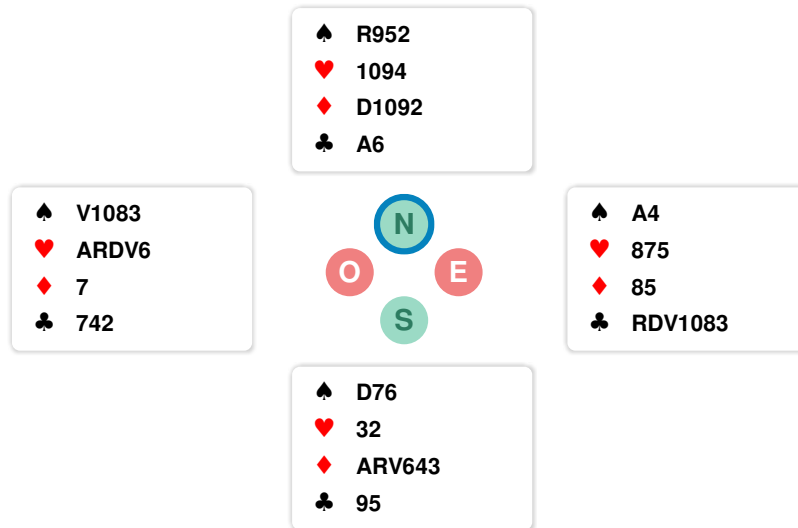 ♠ R952
♥ 1094
♦ D1092
♣ A6
♠ V1083
♥ ARDV6
♦ 7
♣ 742
N
O E
S
♠ A4
♥ 875
♦ 85
♣ RDV1083
♠ D76
♥ 32
♦ ARV643
♣ 95